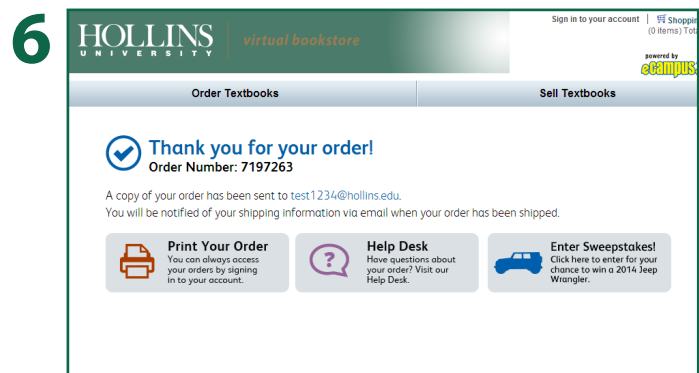 6
HOLLINS
UNIVERSITY
virtual bookstore
Sign in to your account
(0 items)
powered by
Order Textbooks
Sell Textbooks
Thank you for your order!
Order Number: 7197263
A copy of your order has been sent to test1234@hollins.edu.
You will be notified of your shipping information via email when your order has been shipped.
Print Your Order
You can always access
your orders by signing
in to your account.
Help Desk
Have questions about
your order? Visit our
Help Desk.
Enter Sweepstakes!
Click here to enter for your
chance to win a 2014 Jeep
Wrangler.